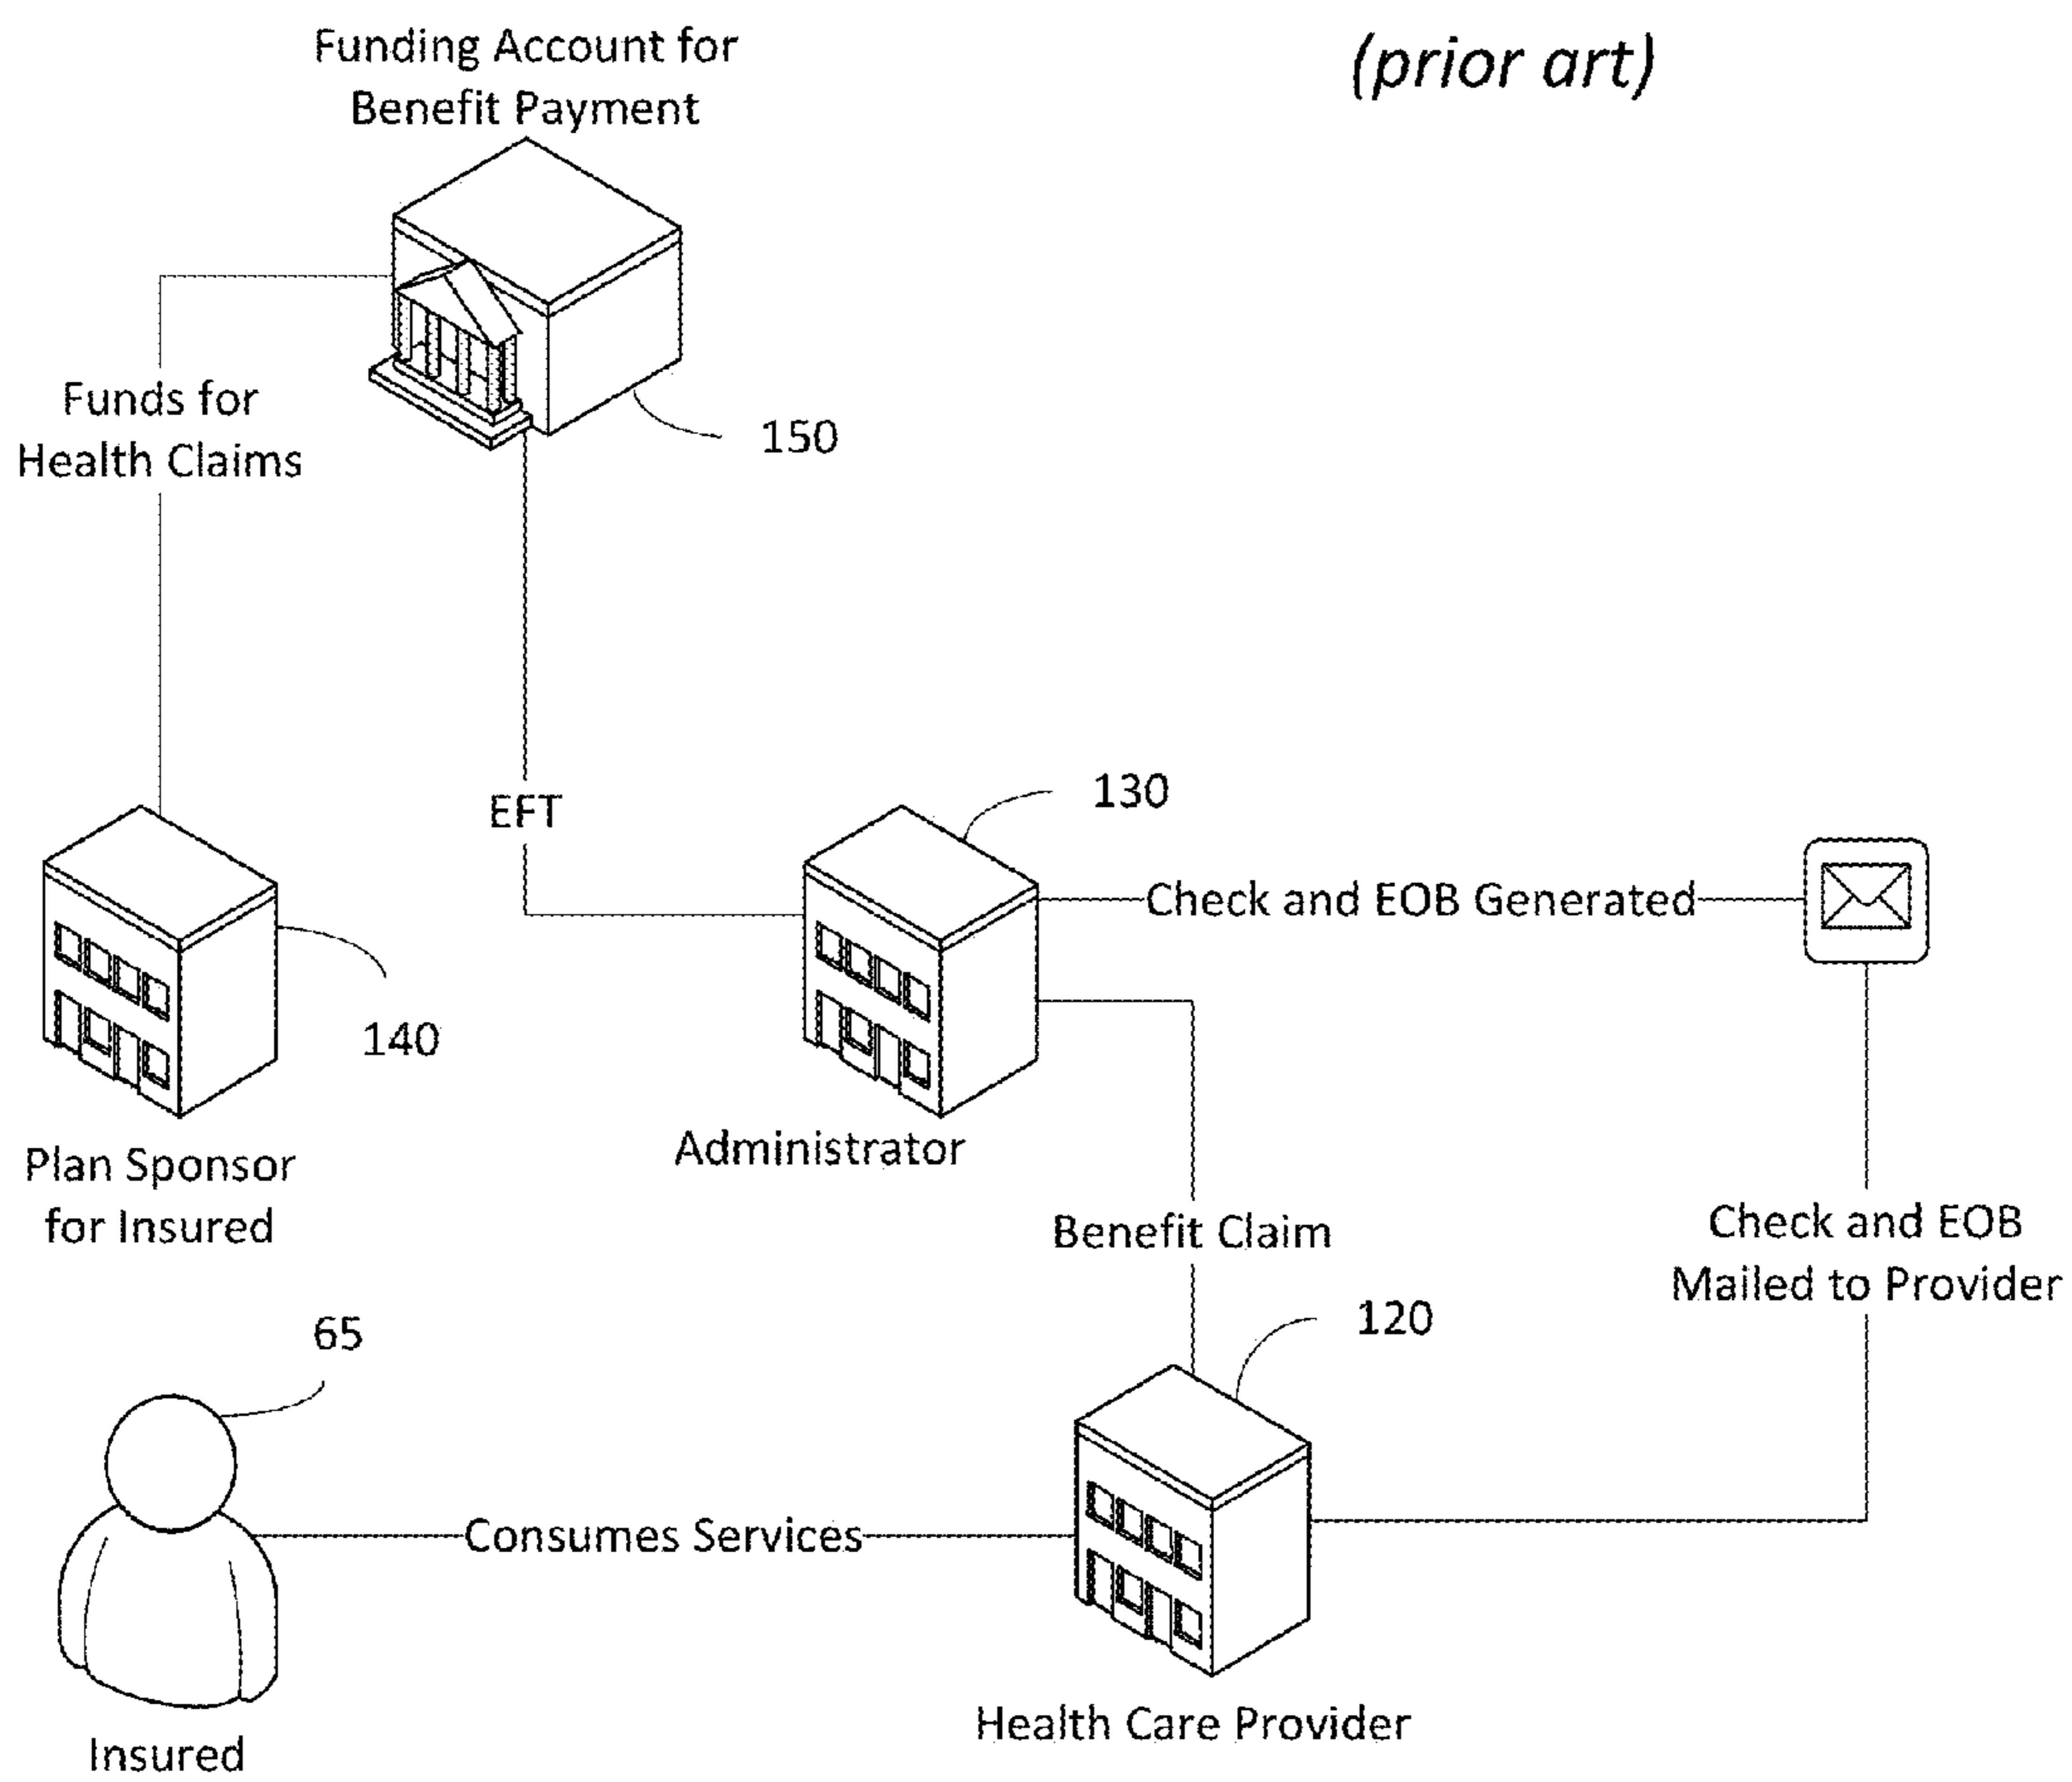 Funding Account for
Benefit Payment
(prior art)
Funds for
Health Claims
150
EFT
130
Check and EOB Generated
140
Plan Sponsor
for Insured
Administrator
Benefit Claim
Check and EOB
Mailed to Provider
65
120
Consumes Services
Health Care Provider
Insured